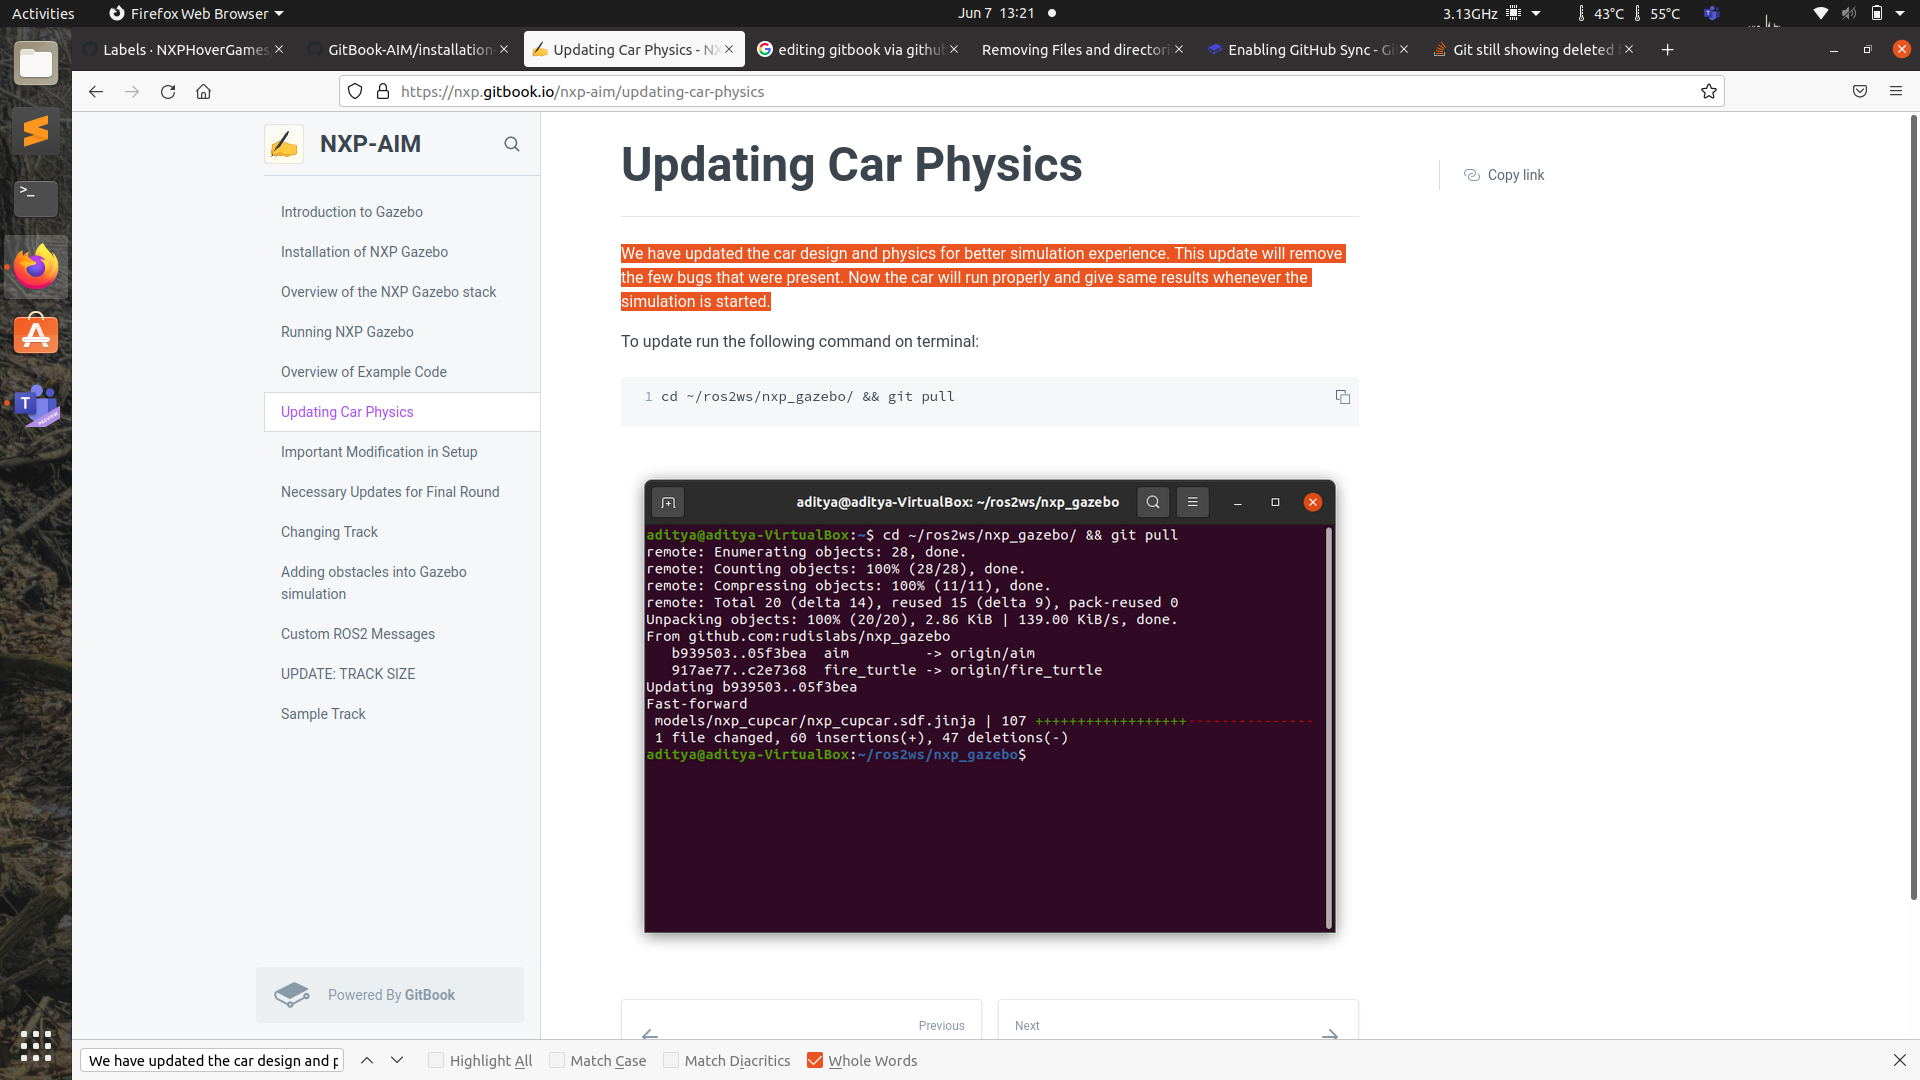 Activities
Firefox Web Browser
Jun 7 13:21
3.13GHz
43°C
55°C
Labels · NXPHoverGames
GitBook-AIM/installation
Updating Car Physics - NX
editing gitbook via githu
Removing Files and directori
Enabling GitHub Sync - Gi
Git still showing deleted f
https://nxp.gitbook.io/nxp-aim/updating-car-physics
NXP-AIM
Introduction to Gazebo
Installation of NXP Gazebo
Overview of the NXP Gazebo stack
Running NXP Gazebo
Overview of Example Code
Updating Car Physics
Important Modification in Setup
Necessary Updates for Final Round
Changing Track
Adding obstacles into Gazebo
simulation
Custom ROS2 Messages
UPDATE: TRACK SIZE
Sample Track
Powered By GitBook
Updating Car Physics
Copy link
We have updated the car design and physics for better simulation experience. This update will remove
the few bugs that were present. Now the car will run properly and give same results whenever the
simulation is started.
To update run the following command on terminal:
1 cd ~/ros2ws/nxp_gazebo/ && git pull
aditya@aditya-VirtualBox: ~/ros2ws/nxp_gazebo
aditya@aditya-VirtualBox:~$ cd ~/ros2ws/nxp_gazebo/ && git pull
remote: Enumerating objects: 28, done.
remote: Counting objects: 100% (28/28), done.
remote: Compressing objects: 100% (11/11), done.
remote: Total 20 (delta 14), reused 15 (delta 9), pack-reused 0
Unpacking objects: 100% (20/20), 2.86 KiB | 139.00 KiB/s, done.
From github.com:rudislabs/nxp_gazebo
b939503..05f3bea aim -> origin/aim
917ae77..c2e7368 fire_turtle -> origin/fire_turtle
Updating b939503..05f3bea
Fast-forward
models/nxp_cupcar/nxp_cupcar.sdf.jinja | 107 ++++++++++++++++++---------------
1 file changed, 60 insertions(+), 47 deletions(-)
aditya@aditya-VirtualBox:~/ros2ws/nxp_gazebo$
Previous
Next
We have updated the car design and p
Highlight All
Match Case
Match Diacritics
Whole Words